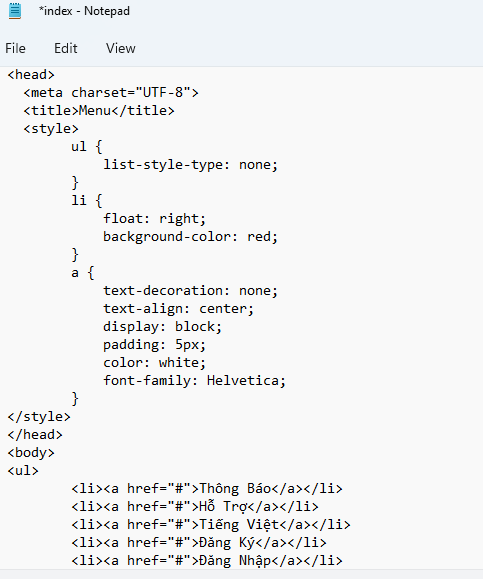 *index - Notepad
File Edit View
<head>
  <meta charset="UTF-8">
  <title>Menu</title>
  <style>
        ul {
            list-style-type: none;
        }
        li {
            float: right;
            background-color: red;
        }
        a {
            text-decoration: none;
            text-align: center;
            display: block;
            padding: 5px;
            color: white;
            font-family: Helvetica;
        }
</style>
</head>
<body>
<ul>
        <li><a href="#">Thông Báo</a></li>
        <li><a href="#">Hỗ Trợ</a></li>
        <li><a href="#">Tiếng Việt</a></li>
        <li><a href="#">Đăng Ký</a></li>
        <li><a href="#">Đăng Nhập</a></li>